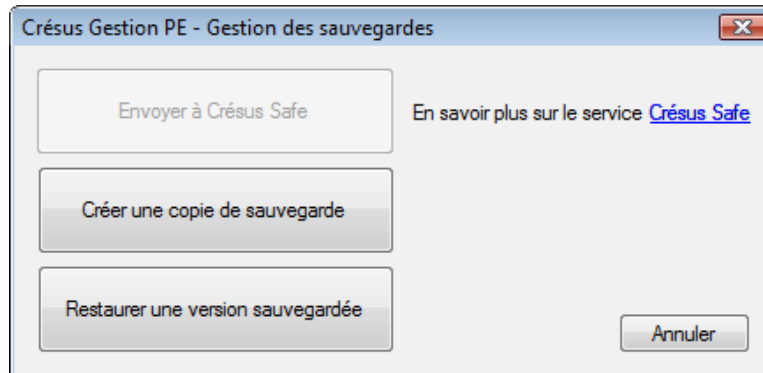 Crésus Gestion PE - Gestion des sauvegardes
Envoyer à Crésus Safe
En savoir plus sur le service Crésus Safe
Créer une copie de sauvegarde
Restaurer une version sauvegardée
Annuler